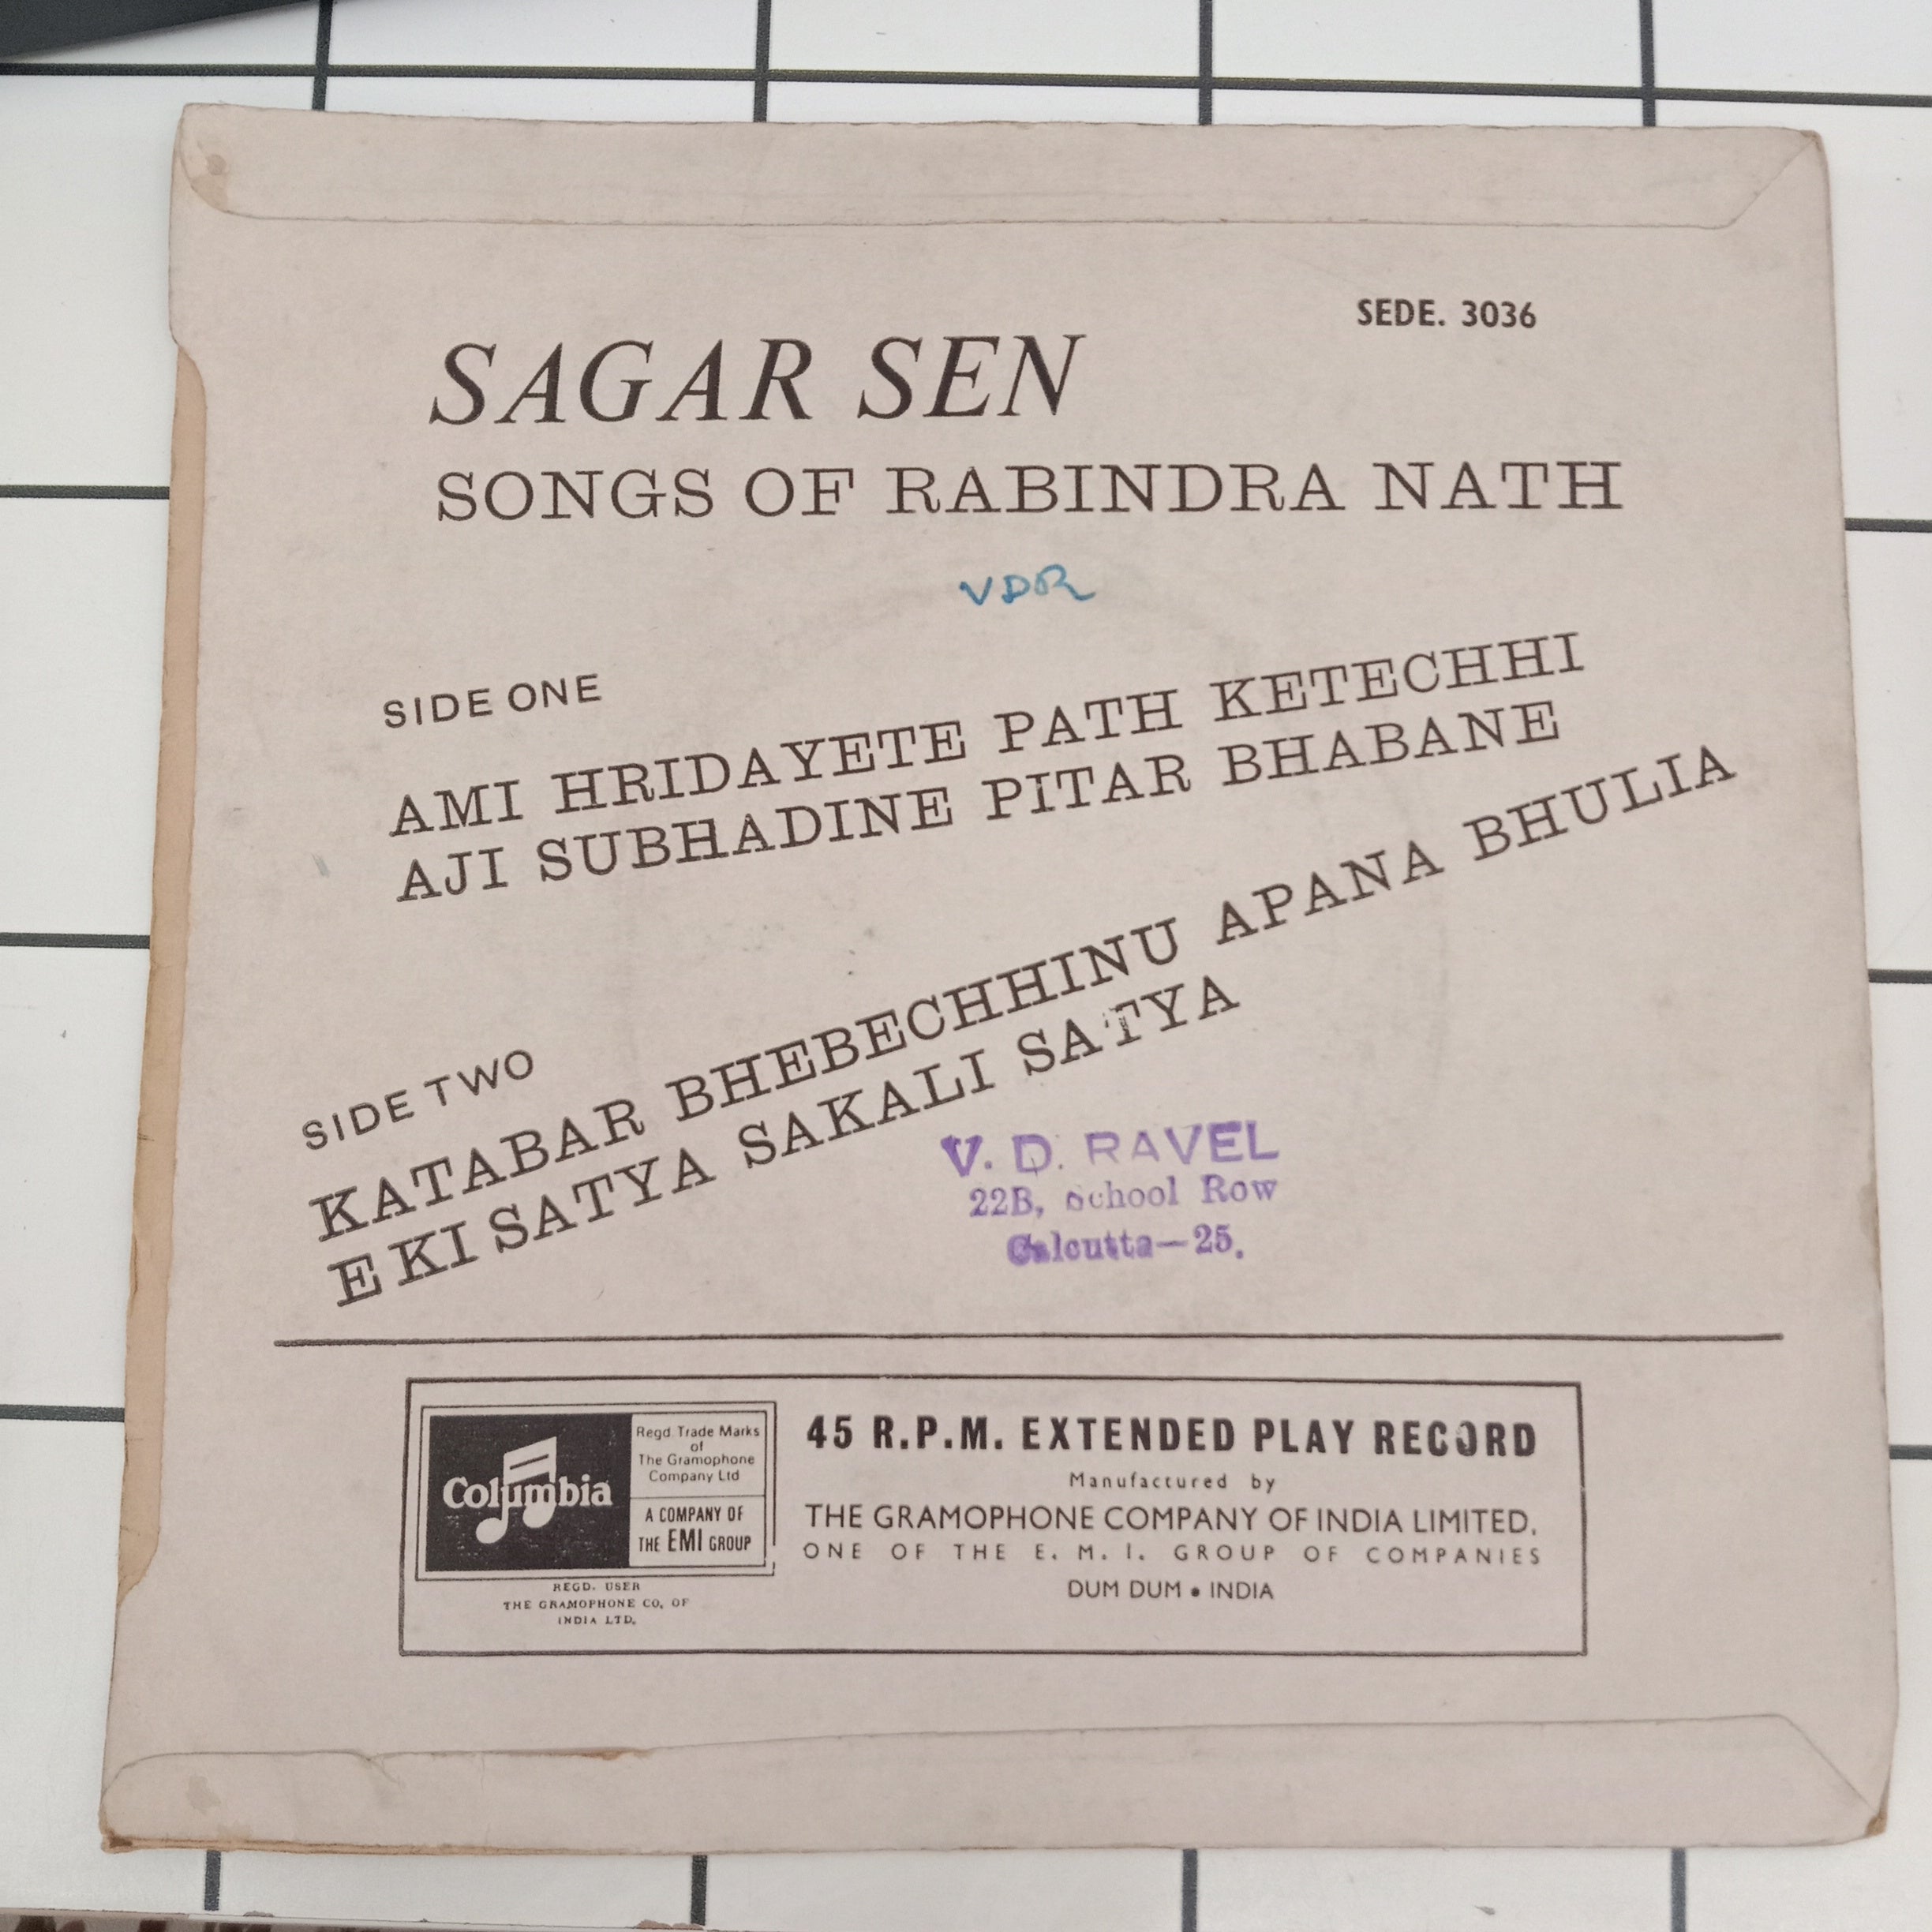 SEDE. 3036
SAGAR SEN
SONGS OF RABINDRA NATH
VDR
SIDE ONE
AMI HRIDAYETE PATH KETECHHI
AJI SUBHADINE PITAR BHABANE
SIDE TWO
KATABAR BHEBECHHINU APANA BHULIA
E KI SATYA SAKALI SATYA
V. D. RAVEL
22B, School Row
Calcutta—25.
Columbia
Regd. Trade Marks
of
The Gramophone
Company Ltd
A COMPANY OF
THE EMI GROUP
REGD. USER
THE GRAMOPHONE CO, OF
INDIA LTD.
45 R.P.M. EXTENDED PLAY RECORD
Manufactured by
THE GRAMOPHONE COMPANY OF INDIA LIMITED.
ONE OF THE E. M. I. GROUP OF COMPANIES
DUM DUM • INDIA